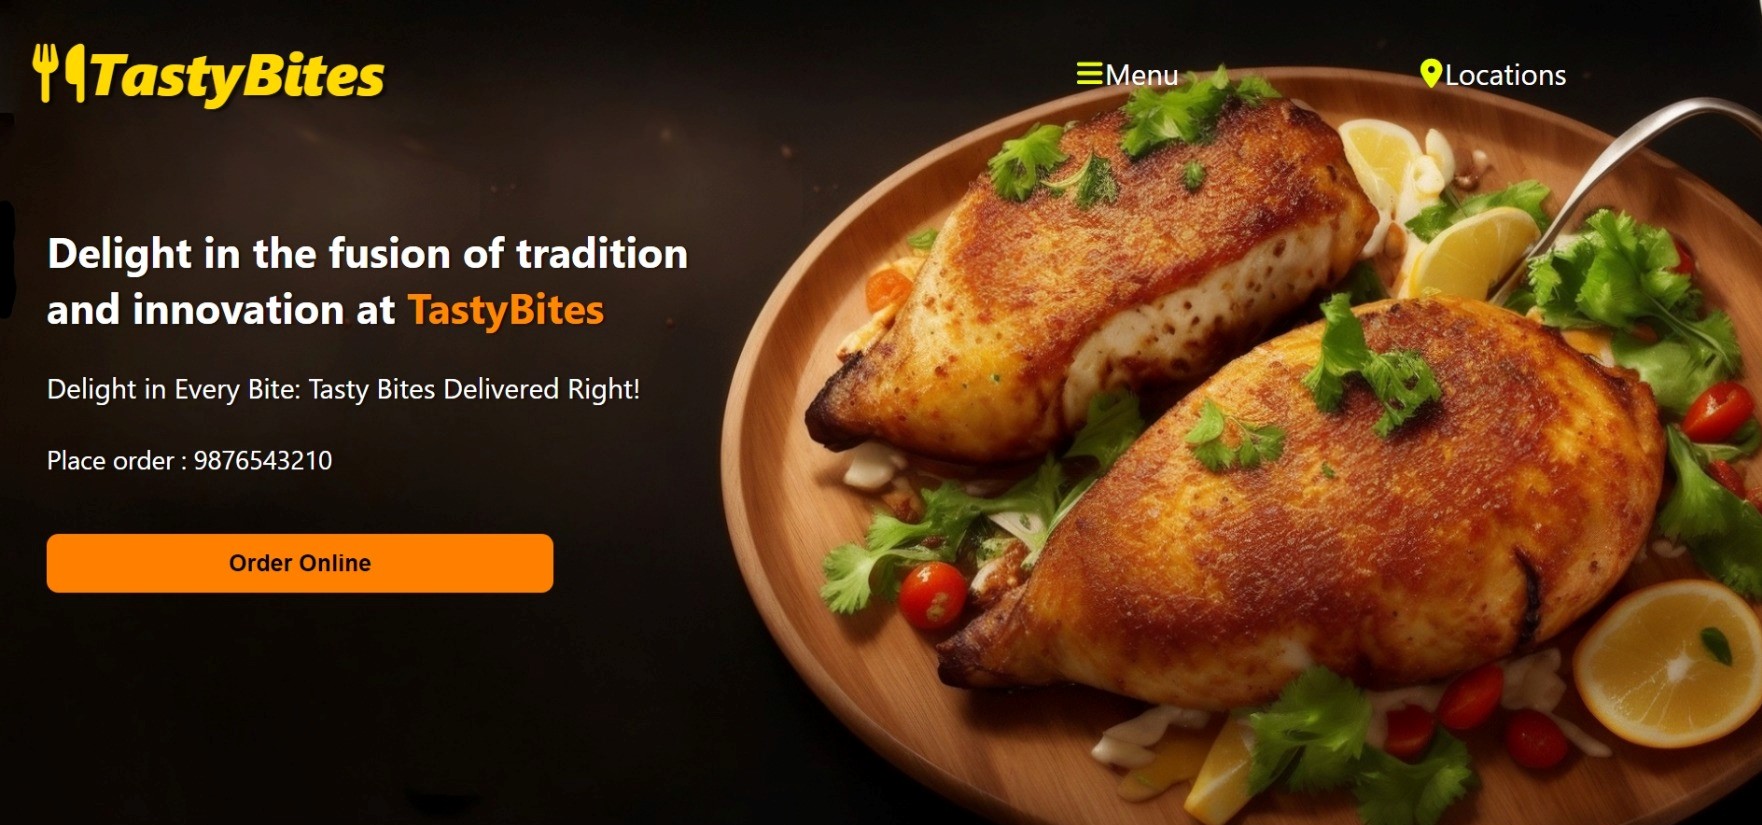 TastyBites
Menu
Locations
Delight in the fusion of tradition
and innovation at TastyBites
Delight in Every Bite: Tasty Bites Delivered Right!
Place order : 9876543210
Order Online